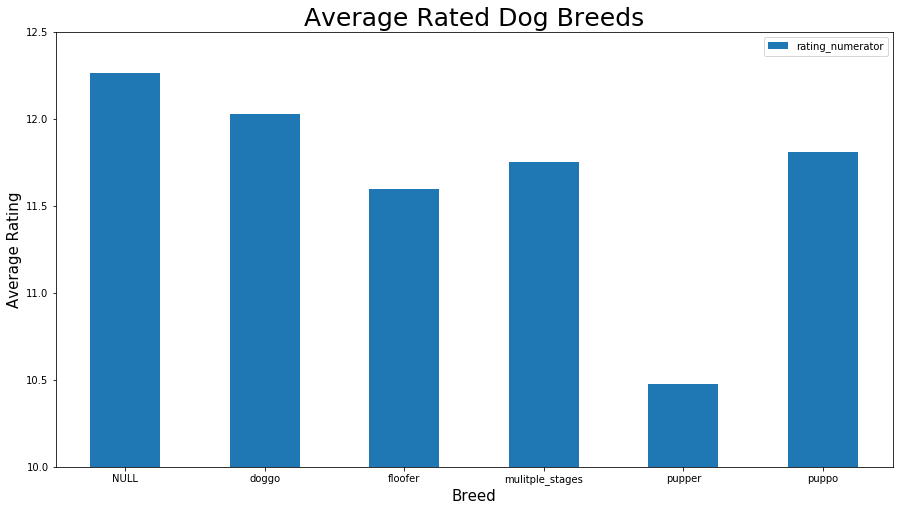 Average Rated Dog Breeds
rating_numerator
Average Rating
12.5
12.0
11.5
11.0
10.5
10.0
NULL doggo floofer mulitple_stages pupper puppo
Breed